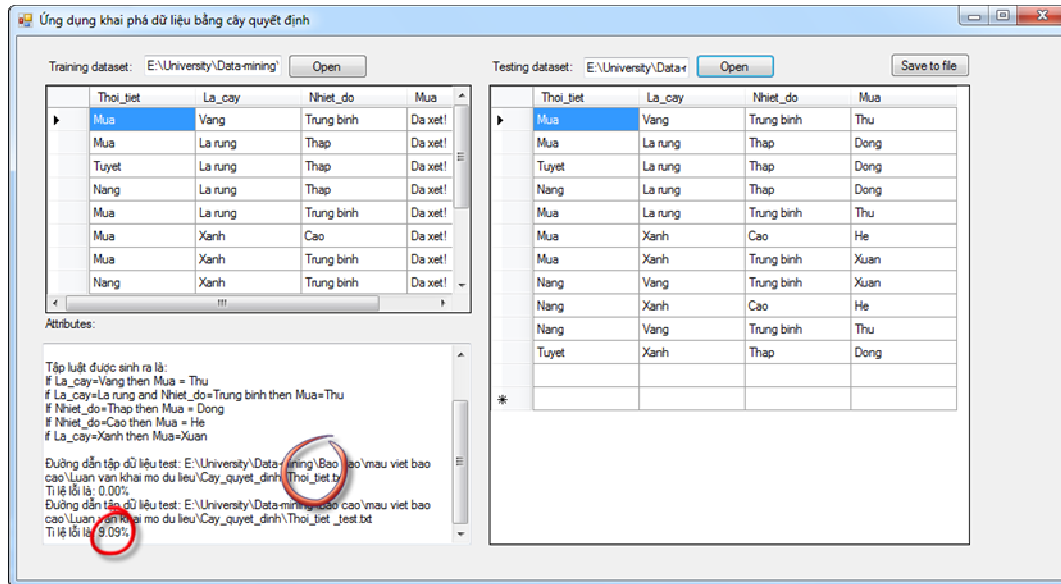 Ứng dụng khai phá dữ liệu bằng cây quyết định
Training dataset: E:\University\Data-mining\ Open
Testing dataset: E:\University\Data- Open Save to file
Thoi_tiet La_cay Nhiet_do Mua
Mua Vang Trung binh Da xet!
Mua La rung Thap Da xet!
Tuyet La rung Thap Da xet!
Nang La rung Thap Da xet!
Mua La rung Trung binh Da xet!
Mua Xanh Cao Da xet!
Mua Xanh Trung binh Da xet!
Nang Xanh Trung binh Da xet!
Attributes:
Tập luật được sinh ra là:
If La_cay=Vang then Mua = Thu
If La_cay=La rung and Nhiet_do=Trung binh then Mua=Thu
If Nhiet_do=Thap then Mua = Dong
If Nhiet_do=Cao then Mua = He
If La_cay=Xanh then Mua=Xuan
Đường dẫn tập dữ liệu test: E:\University\Data-mining\Bao cao\mau viet bao
cao\Luan van khai mo du lieu\Cay_quyet_dinh\Thoi_tiet.txt
Tỉ lệ lỗi là: 0.00%
Đường dẫn tập dữ liệu test: E:\University\Data-mining\Bao cao\mau viet bao
cao\Luan van khai mo du lieu\Cay_quyet_dinh\Thoi_tiet _test.txt
Tỉ lệ lỗi là: 9.09%
Thoi_tiet La_cay Nhiet_do Mua
Mua Vang Trung binh Thu
Mua La rung Thap Dong
Tuyet La rung Thap Dong
Nang La rung Thap Dong
Mua La rung Trung binh Thu
Mua Xanh Cao He
Mua Xanh Trung binh Xuan
Nang Vang Trung binh Xuan
Nang Xanh Cao He
Nang Vang Trung binh Thu
Tuyet Xanh Thap Dong